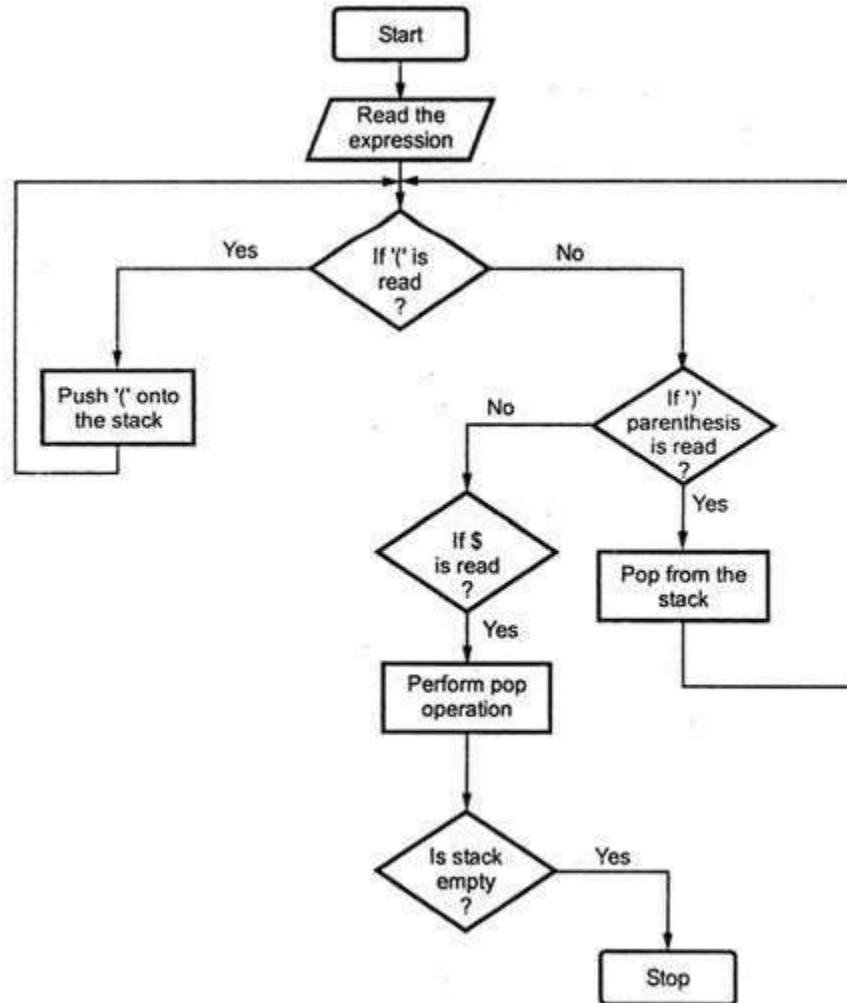 Start
Read the
expression
Yes
If '(' is
read
?
No
Push '(' onto
the stack
No
If ')'
parenthesis
is read
?
Yes
If $
is read
?
Pop from the
stack
Yes
Perform pop
operation
Is stack
empty
?
Yes
Stop